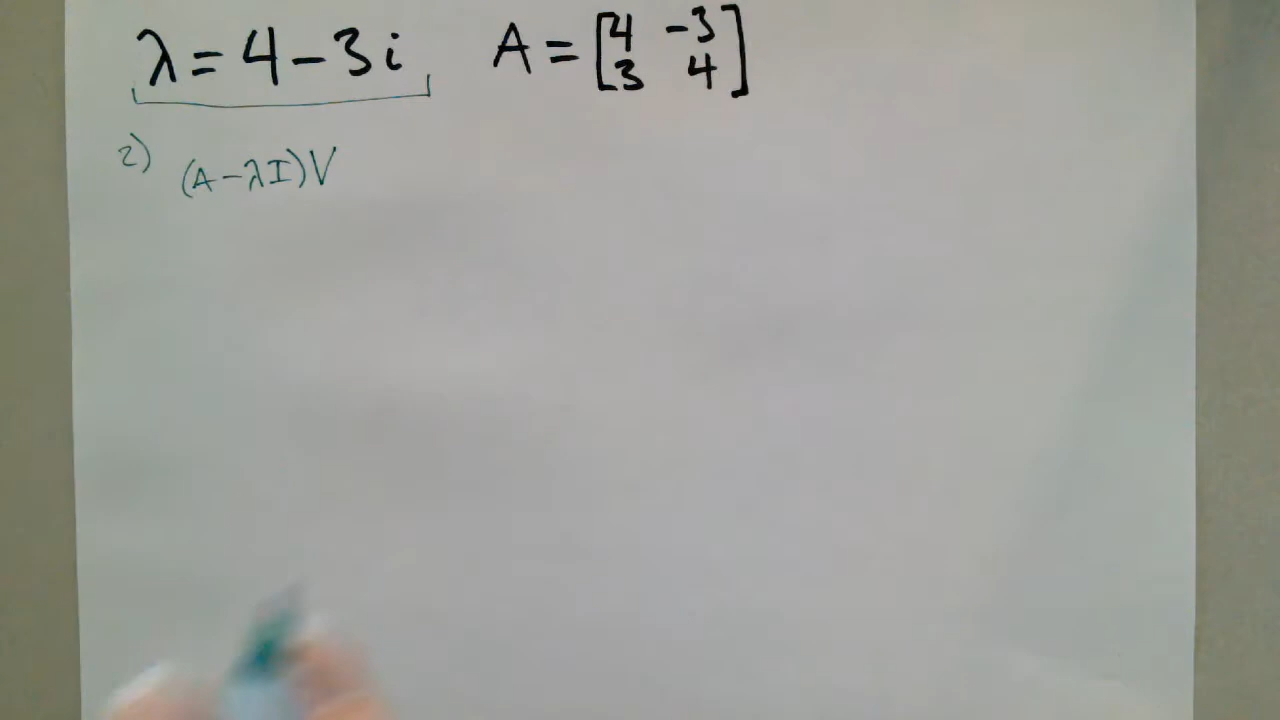 λ = 4 - 3i  A = [4 -3
3 4]
2) (A - λI)V